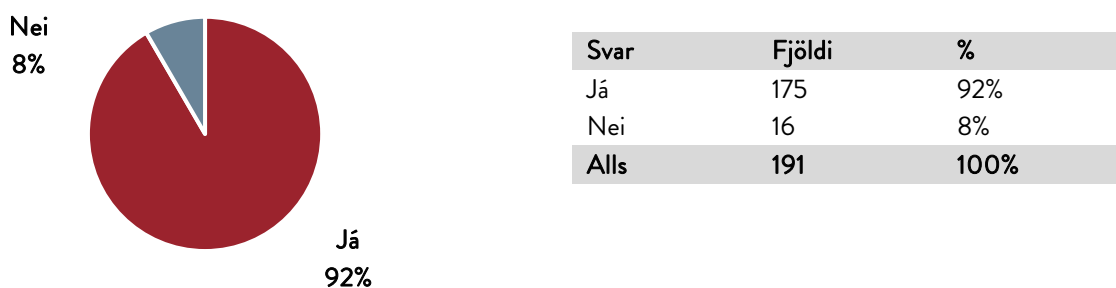 Nei
8%
Já
92%
Svar Fjöldi %
Já 175 92%
Nei 16 8%
Alls 191 100%